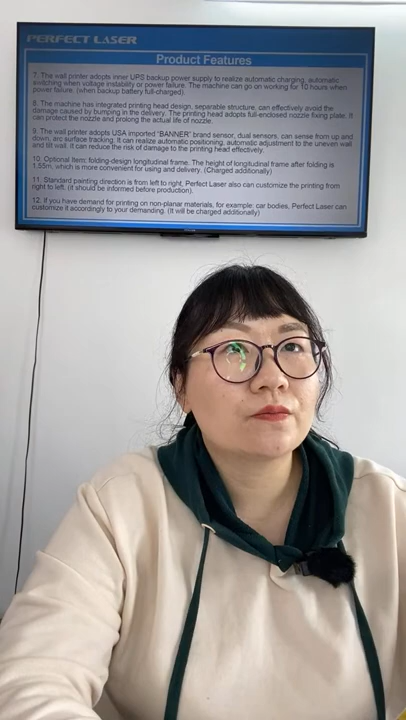 PERFECT LASER
Product Features
7. The wall printer adopts inner UPS backup power supply to realize automatic charging, automatic
switching when voltage instability or power failure. The machine can go on working for 10 hours when
power failure. (when backup battery full-charged).
8. The machine has integrated printing head design, separable structure, can effectively avoid the
damage caused by bumping in the delivery. The printing head adopts full-enclosed nozzle fixing plate. It
can protect the nozzle and prolong the actual life of nozzle.
9. The wall printer adopts USA imported "BANNER" brand sensor, dual sensors, can sense from up and
down, arc surface tracking. It can realize automatic positioning, automatic adjustment to the uneven wall
and tilt wall. It can reduce the risk of damage to the printing head effectively.
10. Optional Item: folding-design longitudinal frame. The height of longitudinal frame after folding is
1.55m, which is more convenient for using and delivery. (Charged additionally)
11. Standard painting direction is from left to right, Perfect Laser also can customize the printing from
right to left. (it should be informed before production).
12. If you have demand for printing on non-planar materials, for example: car bodies, Perfect Laser can
customize it accordingly to your demanding. (It will be charged additionally)